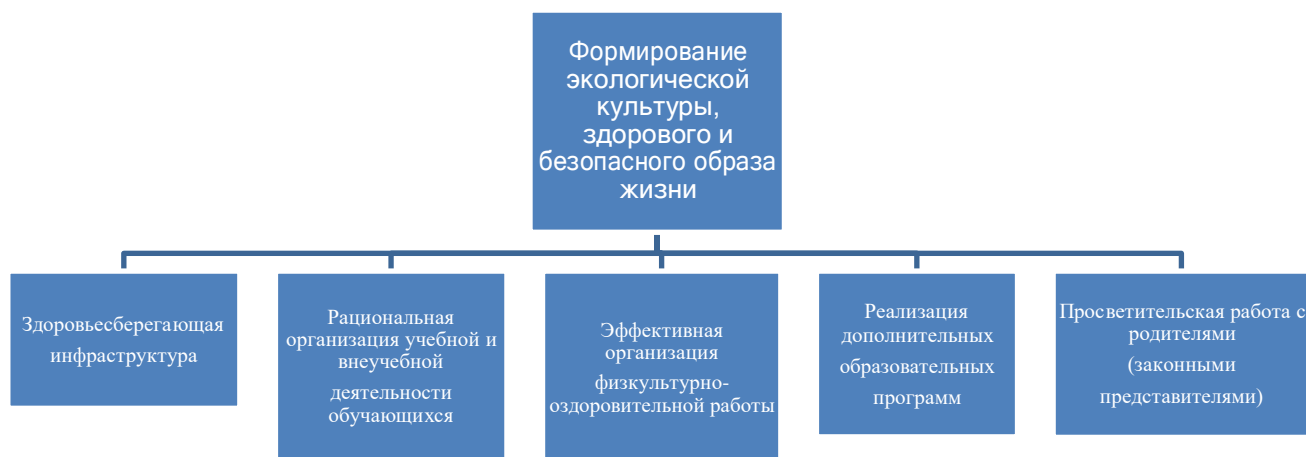 Формирование
экологической
культуры,
здорового и
безопасного образа
жизни
Здоровьесберегающая
инфраструктура
Рациональная
организация учебной и
внеучебной
деятельности
обучающихся
Эффективная
организация
физкультурно-
оздоровительной работы
Реализация
дополнительных
образовательных
программ
Просветительская работа с
родителями
(законными
представителями)